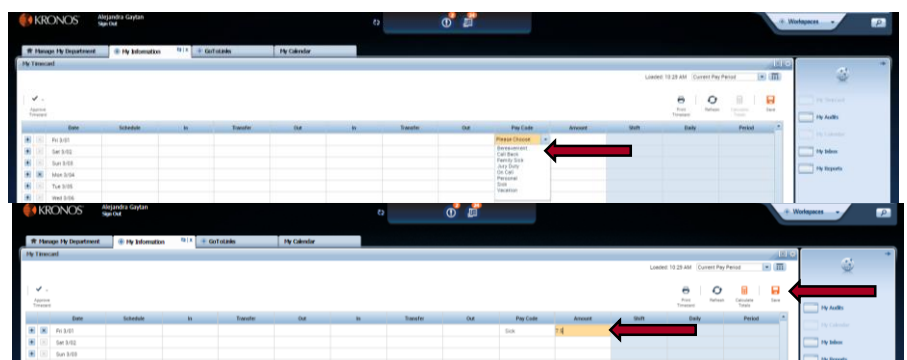 KRONOS Alejandra Gaytan
Sign Out
Workspaces
Manage My Department My Information GoToLinks My Calendar
My Timecard
Loaded: 10:25 AM Current Pay Period
Approve Timecard
Print Timecard Refresh Calculate Totals Save
My Timecard
My Audits
My Calendar
My Inbox
My Reports
Date Schedule In Transfer Out In Transfer Out Pay Code Amount Shift Daily Period
Fri 3/01 Please Choose
Sat 3/02
Sun 3/03
Mon 3/04
Tue 3/05
Wed 3/06
Bereavement
Call Back
Family Sick
Jury Duty
On Call
Personal
Sick
Vacation
KRONOS Alejandra Gaytan
Sign Out
Workspaces
Manage My Department My Information GoToLinks My Calendar
My Timecard
Loaded: 10:25 AM Current Pay Period
Approve Timecard
Print Timecard Refresh Calculate Totals Save
My Audits
My Calendar
My Inbox
My Reports
Date Schedule In Transfer Out In Transfer Out Pay Code Amount Shift Daily Period
Fri 3/01 Sick
Sat 3/02
Sun 3/03